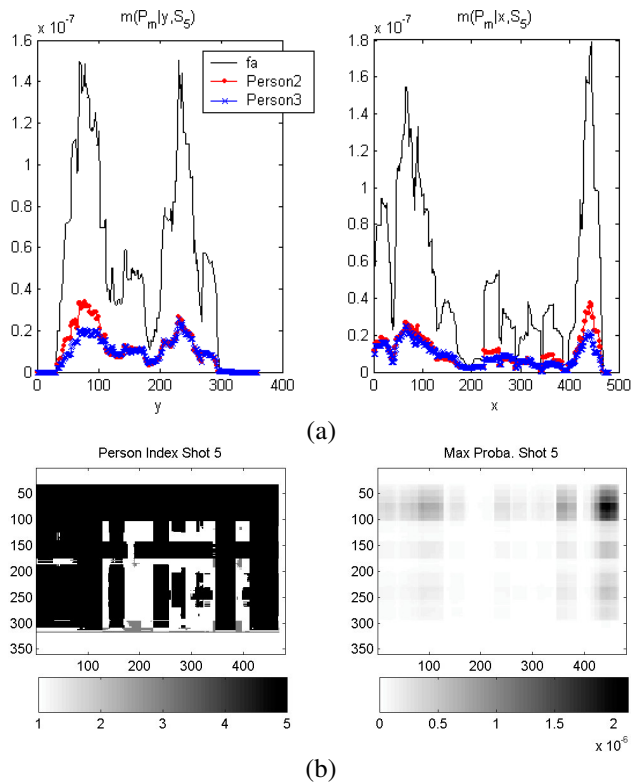 x 10⁻⁷
m(Pₘ|y,S₅)
1.6
1.4
1.2
1
0.8
0.6
0.4
0.2
0
0 100 200 300 400
y
fa
Person2
Person3
x 10⁻⁷
m(Pₘ|x,S₅)
1.8
1.6
1.4
1.2
1
0.8
0.6
0.4
0.2
0
0 100 200 300 400 500
x
(a)
Person Index Shot 5
50
100
150
200
250
300
350
100 200 300 400
1 2 3 4 5
Max Proba. Shot 5
50
100
150
200
250
300
350
100 200 300 400
0 0.5 1 1.5 2
x 10⁻⁶
(b)